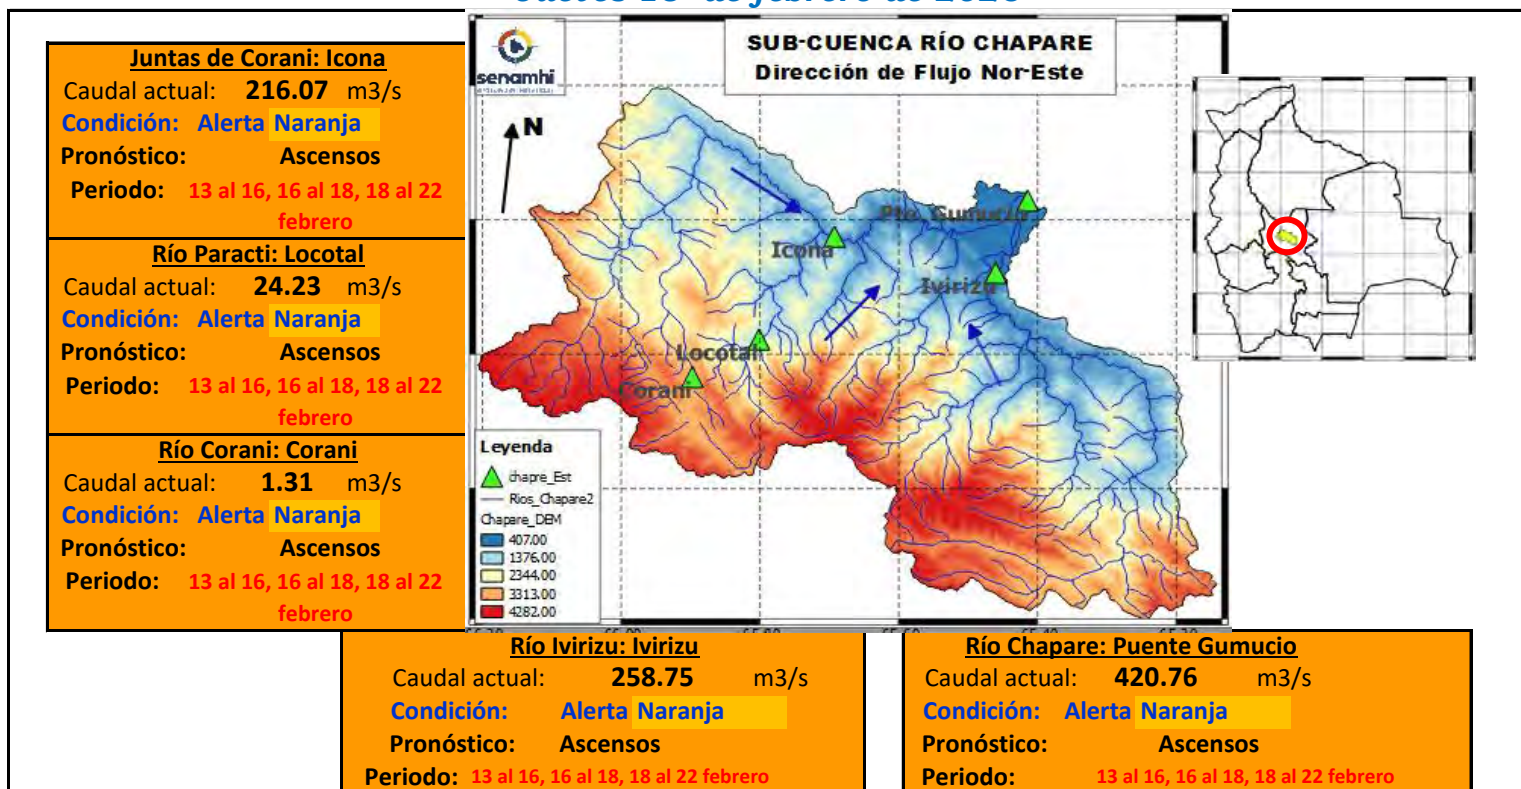 Juntas de Corani: Icona
Caudal actual: 216.07 m3/s
Condición: Alerta Naranja
Pronóstico: Ascensos
Periodo: 13 al 16, 16 al 18, 18 al 22
febrero
Río Paracti: Locotal
Caudal actual: 24.23 m3/s
Condición: Alerta Naranja
Pronóstico: Ascensos
Periodo: 13 al 16, 16 al 18, 18 al 22
febrero
Río Corani: Corani
Caudal actual: 1.31 m3/s
Condición: Alerta Naranja
Pronóstico: Ascensos
Periodo: 13 al 16, 16 al 18, 18 al 22
febrero
senamhi
SUB-CUENCA RÍO CHAPARE
Dirección de Flujo Nor-Este
N
Pte. Gumucio
Icona
Ivirizu
Locotal
Corani
Leyenda
chapre_Est
Rios_Chapare2
Chapare_DEM
407.00
1376.00
2344.00
3313.00
4282.00
Río Ivirizu: Ivirizu
Caudal actual: 258.75 m3/s
Condición: Alerta Naranja
Pronóstico: Ascensos
Periodo: 13 al 16, 16 al 18, 18 al 22 febrero
Río Chapare: Puente Gumucio
Caudal actual: 420.76 m3/s
Condición: Alerta Naranja
Pronóstico: Ascensos
Periodo: 13 al 16, 16 al 18, 18 al 22 febrero